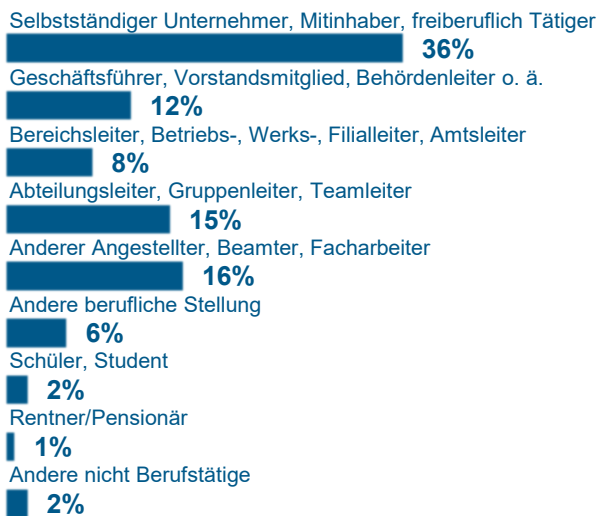 Selbstständiger Unternehmer, Mitinhaber, freiberuflich Tätiger
36%
Geschäftsführer, Vorstandsmitglied, Behördenleiter o. ä.
12%
Bereichsleiter, Betriebs-, Werks-, Filialleiter, Amtsleiter
8%
Abteilungsleiter, Gruppenleiter, Teamleiter
15%
Anderer Angestellter, Beamter, Facharbeiter
16%
Andere berufliche Stellung
6%
Schüler, Student
2%
Rentner/Pensionär
1%
Andere nicht Berufstätige
2%